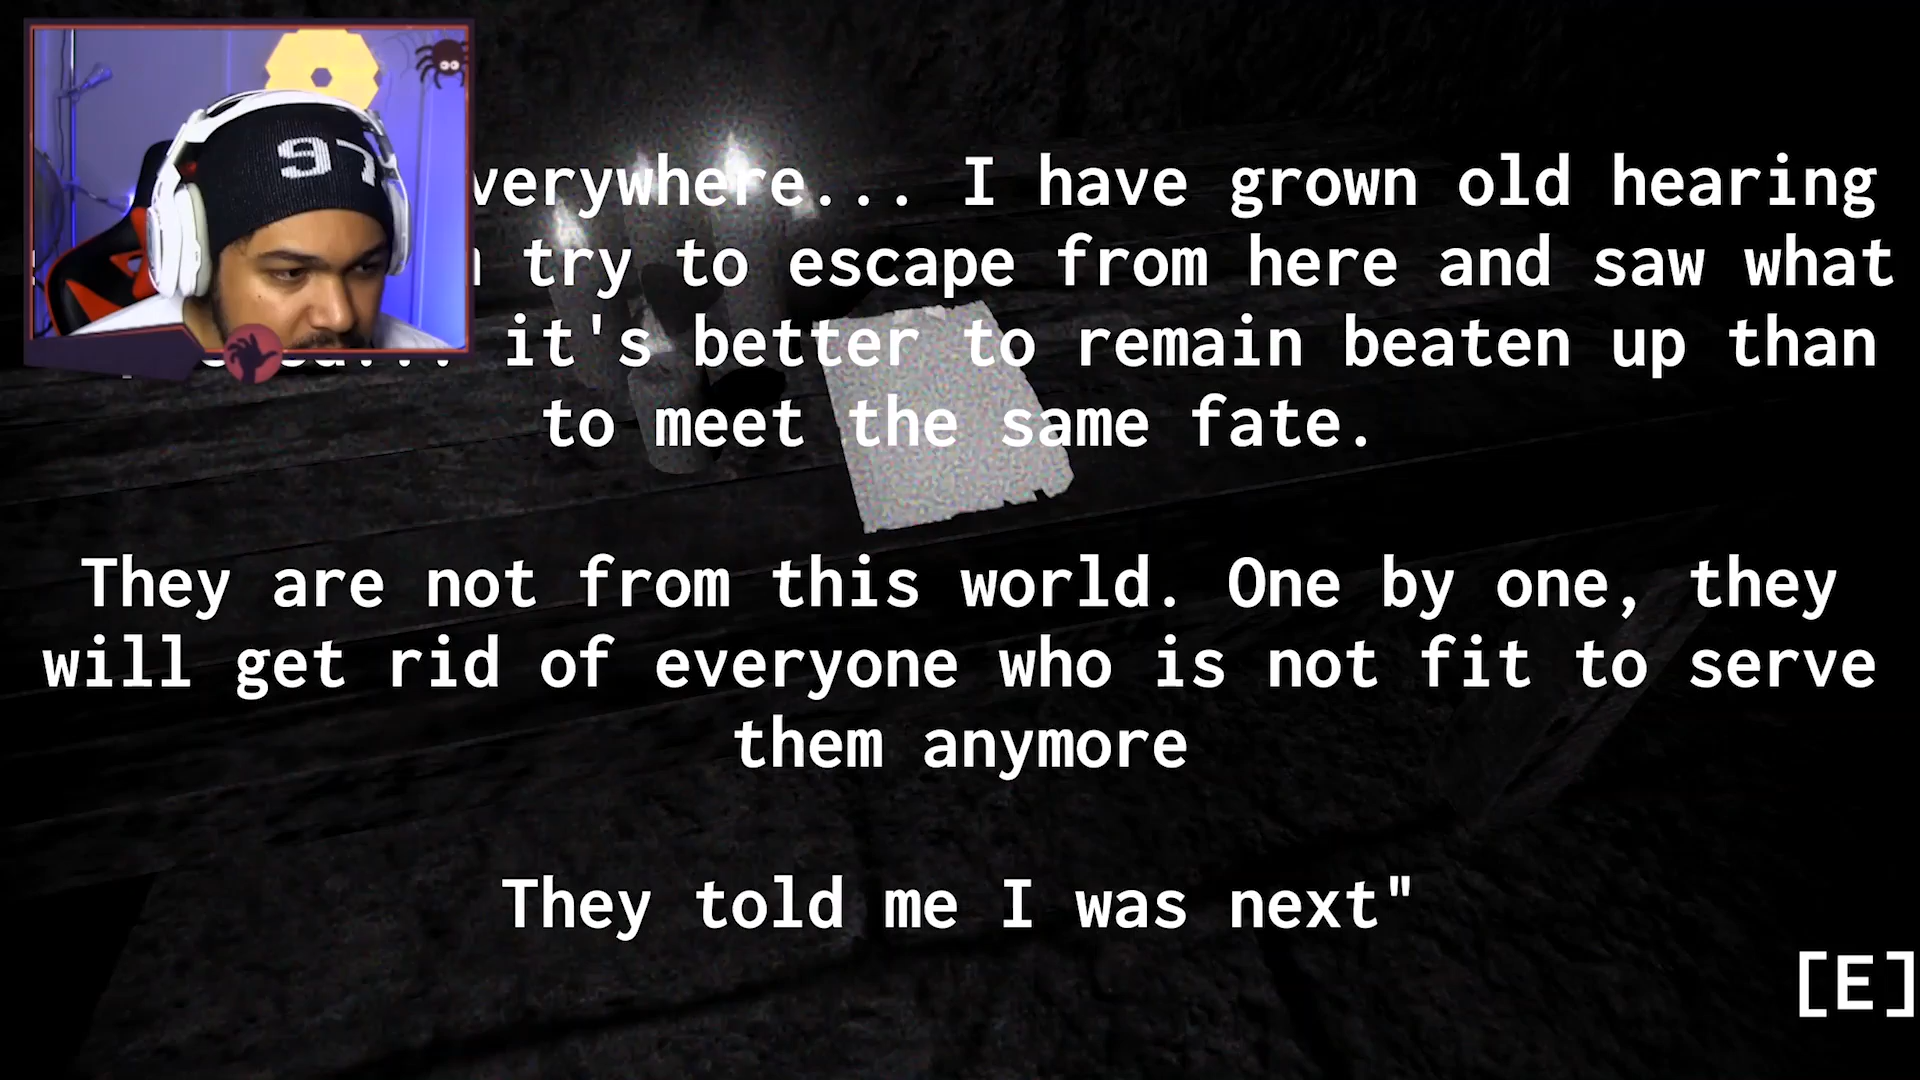 97
verywhere... I have grown old hearing
try to escape from here and saw what
it's better to remain beaten up than
to meet the same fate.
They are not from this world. One by one, they
will get rid of everyone who is not fit to serve
them anymore
They told me I was next"
[E]